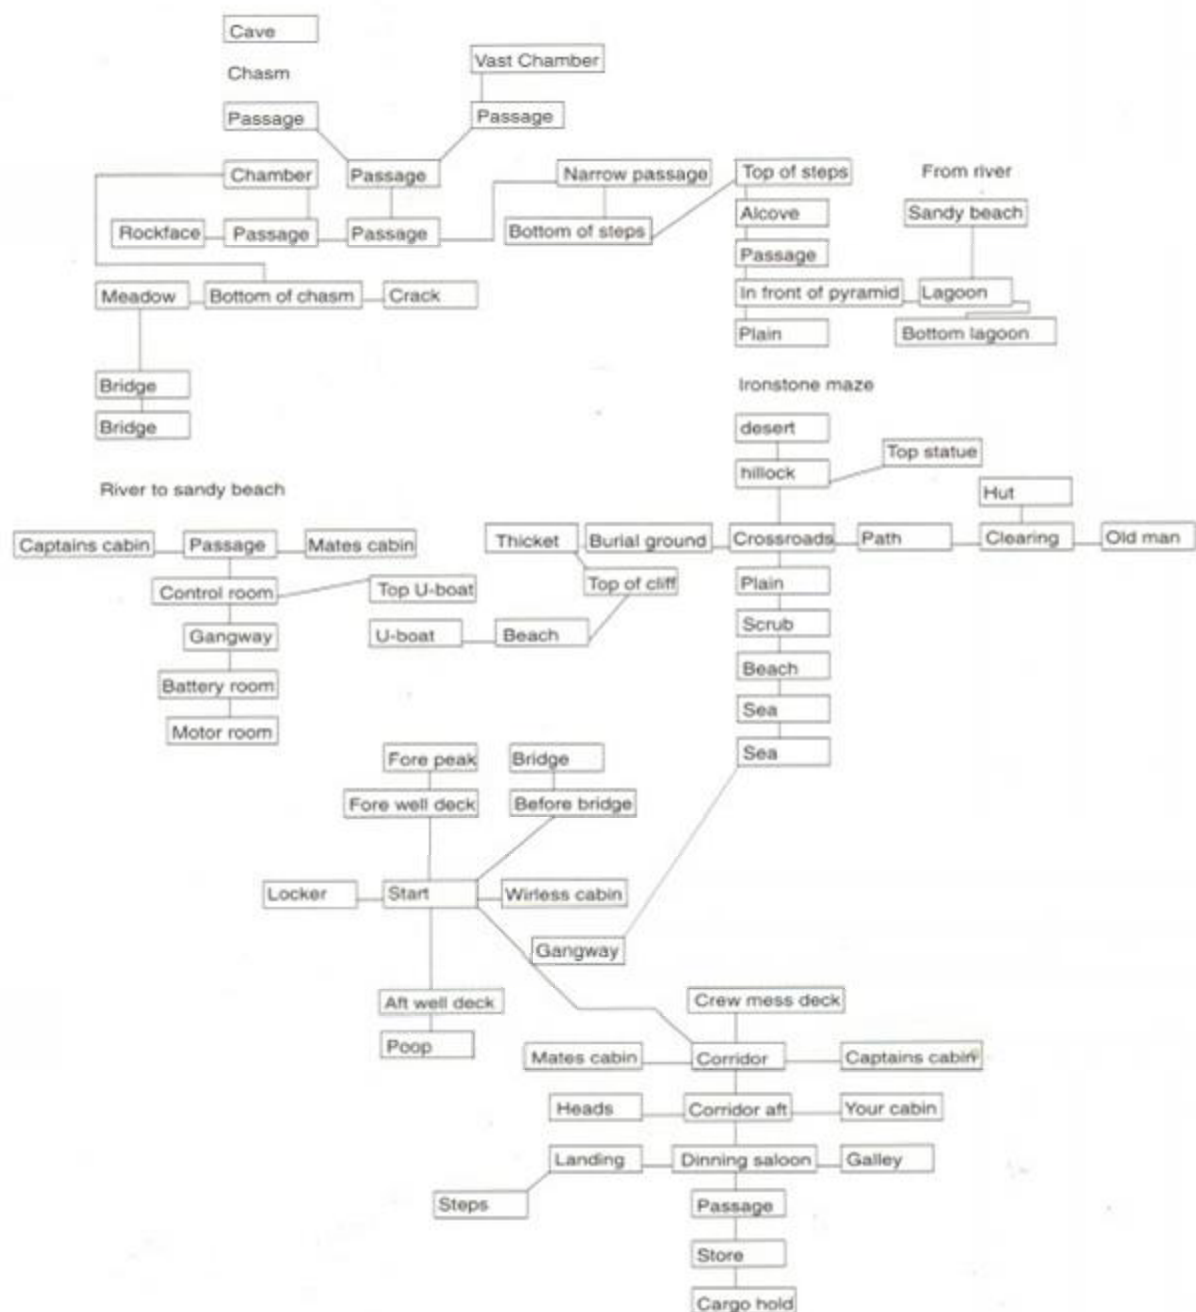 Cave
Vast Chamber
Chasm
Passage
Passage
Chamber
Passage
Narrow passage
Top of steps
From river
Alcove
Sandy beach
Rockface
Passage
Passage
Bottom of steps
Passage
Meadow
Bottom of chasm
Crack
In front of pyramid
Lagoon
Plain
Bottom lagoon
Bridge
Ironstone maze
Bridge
desert
Top statue
hillock
River to sandy beach
Hut
Captains cabin
Passage
Mates cabin
Thicket
Burial ground
Crossroads
Path
Clearing
Old man
Control room
Top U-boat
Top of cliff
Plain
Gangway
U-boat
Beach
Scrub
Battery room
Beach
Motor room
Sea
Fore peak
Bridge
Sea
Fore well deck
Before bridge
Locker
Start
Wirless cabin
Gangway
Aft well deck
Crew mess deck
Poop
Mates cabin
Corridor
Captains cabin
Heads
Corridor aft
Your cabin
Landing
Dinning saloon
Galley
Steps
Passage
Store
Cargo hold